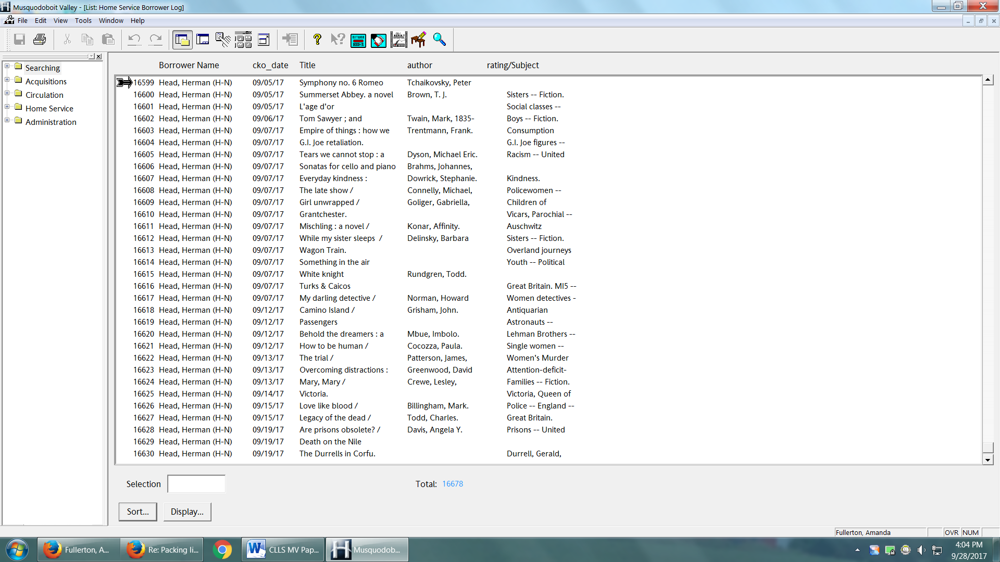 Musquodoboit Valley - [List: Home Service Borrower Log]
File Edit View Tools Window Help
RETURN BOOKS
Searching
Acquisitions
Circulation
Home Service
Administration
Borrower Name cko_date Title author rating/Subject
16599 Head, Herman (H-N) 09/05/17 Symphony no. 6 Romeo Tchaikovsky, Peter
16600 Head, Herman (H-N) 09/05/17 Summerset Abbey. a novel Brown, T. J. Sisters -- Fiction.
16601 Head, Herman (H-N) 09/05/17 L'age d'or Social classes --
16602 Head, Herman (H-N) 09/06/17 Tom Sawyer ; and Twain, Mark, 1835- Boys -- Fiction.
16603 Head, Herman (H-N) 09/07/17 Empire of things : how we Trentmann, Frank. Consumption
16604 Head, Herman (H-N) 09/07/17 G.I. Joe retaliation. G.I. Joe figures --
16605 Head, Herman (H-N) 09/07/17 Tears we cannot stop : a Dyson, Michael Eric. Racism -- United
16606 Head, Herman (H-N) 09/07/17 Sonatas for cello and piano Brahms, Johannes,
16607 Head, Herman (H-N) 09/07/17 Everyday kindness : Dowrick, Stephanie. Kindness.
16608 Head, Herman (H-N) 09/07/17 The late show / Connelly, Michael, Policewomen --
16609 Head, Herman (H-N) 09/07/17 Girl unwrapped / Goliger, Gabriella, Children of
16610 Head, Herman (H-N) 09/07/17 Grantchester. Vicars, Parochial --
16611 Head, Herman (H-N) 09/07/17 Mischling : a novel / Konar, Affinity. Auschwitz
16612 Head, Herman (H-N) 09/07/17 While my sister sleeps / Delinsky, Barbara Sisters -- Fiction.
16613 Head, Herman (H-N) 09/07/17 Wagon Train. Overland journeys
16614 Head, Herman (H-N) 09/07/17 Something in the air Youth -- Political
16615 Head, Herman (H-N) 09/07/17 White knight Rundgren, Todd.
16616 Head, Herman (H-N) 09/07/17 Turks & Caicos Great Britain. MI5 --
16617 Head, Herman (H-N) 09/07/17 My darling detective / Norman, Howard Women detectives -
16618 Head, Herman (H-N) 09/12/17 Camino Island / Grisham, John. Antiquarian
16619 Head, Herman (H-N) 09/12/17 Passengers Astronauts --
16620 Head, Herman (H-N) 09/12/17 Behold the dreamers : a Mbue, Imbolo. Lehman Brothers --
16621 Head, Herman (H-N) 09/12/17 How to be human / Cocozza, Paula. Single women --
16622 Head, Herman (H-N) 09/13/17 The trial / Patterson, James, Women's Murder
16623 Head, Herman (H-N) 09/13/17 Overcoming distractions : Greenwood, David Attention-deficit-
16624 Head, Herman (H-N) 09/13/17 Mary, Mary / Crewe, Lesley, Families -- Fiction.
16625 Head, Herman (H-N) 09/14/17 Victoria. Victoria, Queen of
16626 Head, Herman (H-N) 09/15/17 Love like blood / Billingham, Mark. Police -- England --
16627 Head, Herman (H-N) 09/15/17 Legacy of the dead / Todd, Charles. Great Britain.
16628 Head, Herman (H-N) 09/19/17 Are prisons obsolete? / Davis, Angela Y. Prisons -- United
16629 Head, Herman (H-N) 09/19/17 Death on the Nile
16630 Head, Herman (H-N) 09/19/17 The Durrells in Corfu. Durrell, Gerald,
Selection Total: 16678
Sort... Display...
Fullerton, Amanda OVR NUM
Fullerton, A... Re: Packing li... CLLS MV Pap... Musquodob... 4:04 PM
9/28/2017